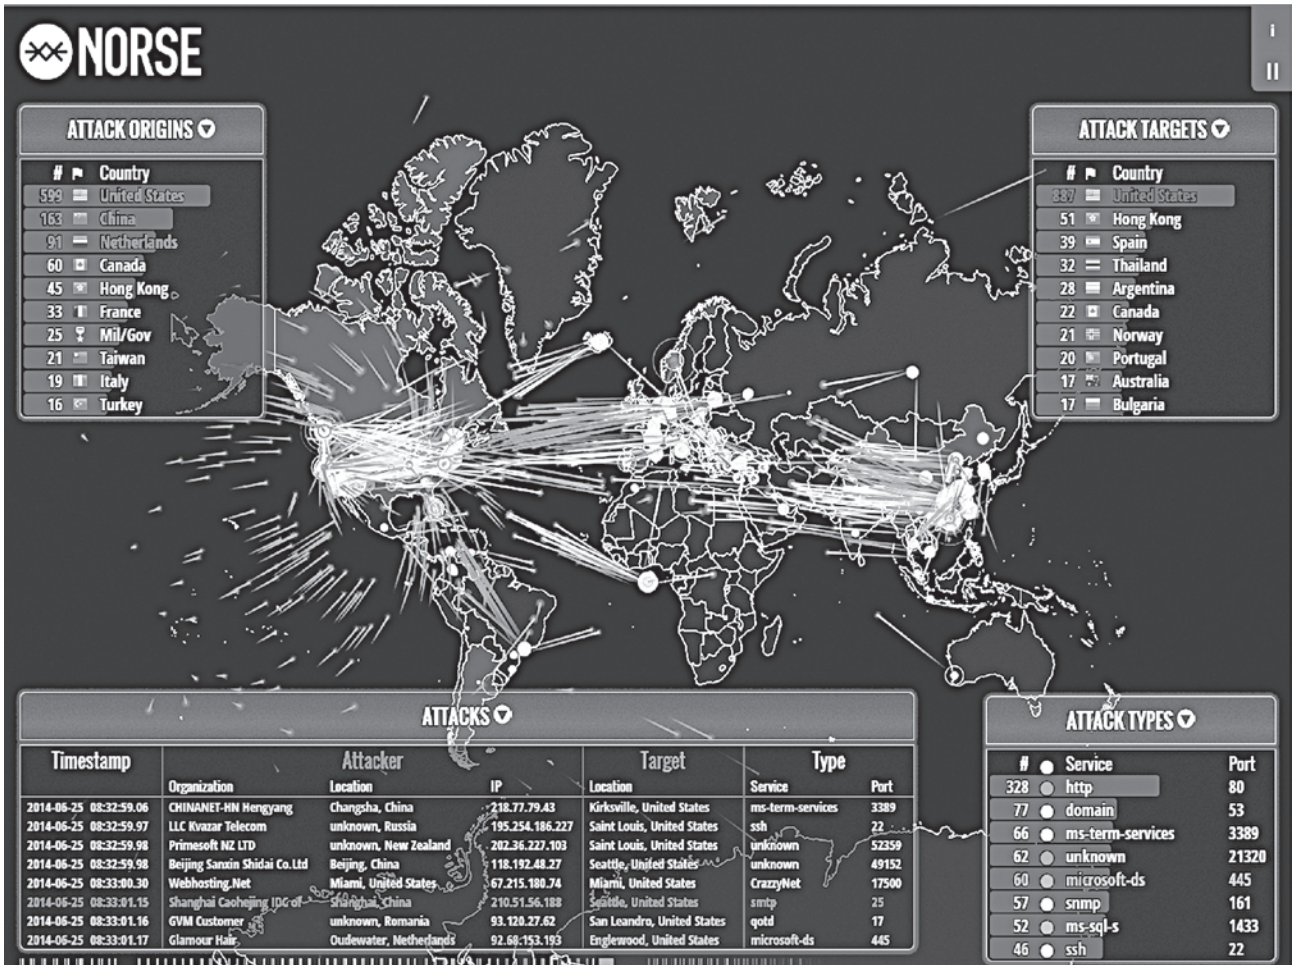 NORSE
i
ATTACK ORIGINS
# Country
599 United States
163 China
91 Netherlands
60 Canada
45 Hong Kong
33 France
25 Mil/Gov
21 Taiwan
19 Italy
16 Turkey
ATTACK TARGETS
# Country
887 United States
51 Hong Kong
39 Spain
32 Thailand
28 Argentina
22 Canada
21 Norway
20 Portugal
17 Australia
17 Bulgaria
ATTACKS
Timestamp Attacker Target Type
Organization Location IP Location Service Port
2014-06-25 08:32:59.06 CHINANET-HN Hengyang Changsha, China 218.77.79.43 Kirksville, United States ms-term-services 3389
2014-06-25 08:32:59.97 LLC Kvazar Telecom unknown, Russia 195.254.186.227 Saint Louis, United States ssh 22
2014-06-25 08:32:59.98 Primesoft NZ LTD unknown, New Zealand 202.36.227.103 Saint Louis, United States unknown 52359
2014-06-25 08:32:59.98 Beijing Sanxin Shidai Co.Ltd Beijing, China 118.192.48.27 Seattle, United States unknown 49152
2014-06-25 08:33:00.30 Webhosting.Net Miami, United States 67.215.180.74 Miami, United States CrazzyNet 17500
2014-06-25 08:33:01.15 Shanghai Caohejing IDC of Shanghai, China 210.51.56.188 Seattle, United States smtp 25
2014-06-25 08:33:01.16 GVM Customer unknown, Romania 93.120.27.62 San Leandro, United States qotd 17
2014-06-25 08:33:01.17 Glamour Hair Oudewater, Netherlands 92.68.153.193 Englewood, United States microsoft-ds 445
ATTACK TYPES
# Service Port
328 http 80
77 domain 53
66 ms-term-services 3389
62 unknown 21320
60 microsoft-ds 445
57 snmp 161
52 ms-sql-s 1433
46 ssh 22